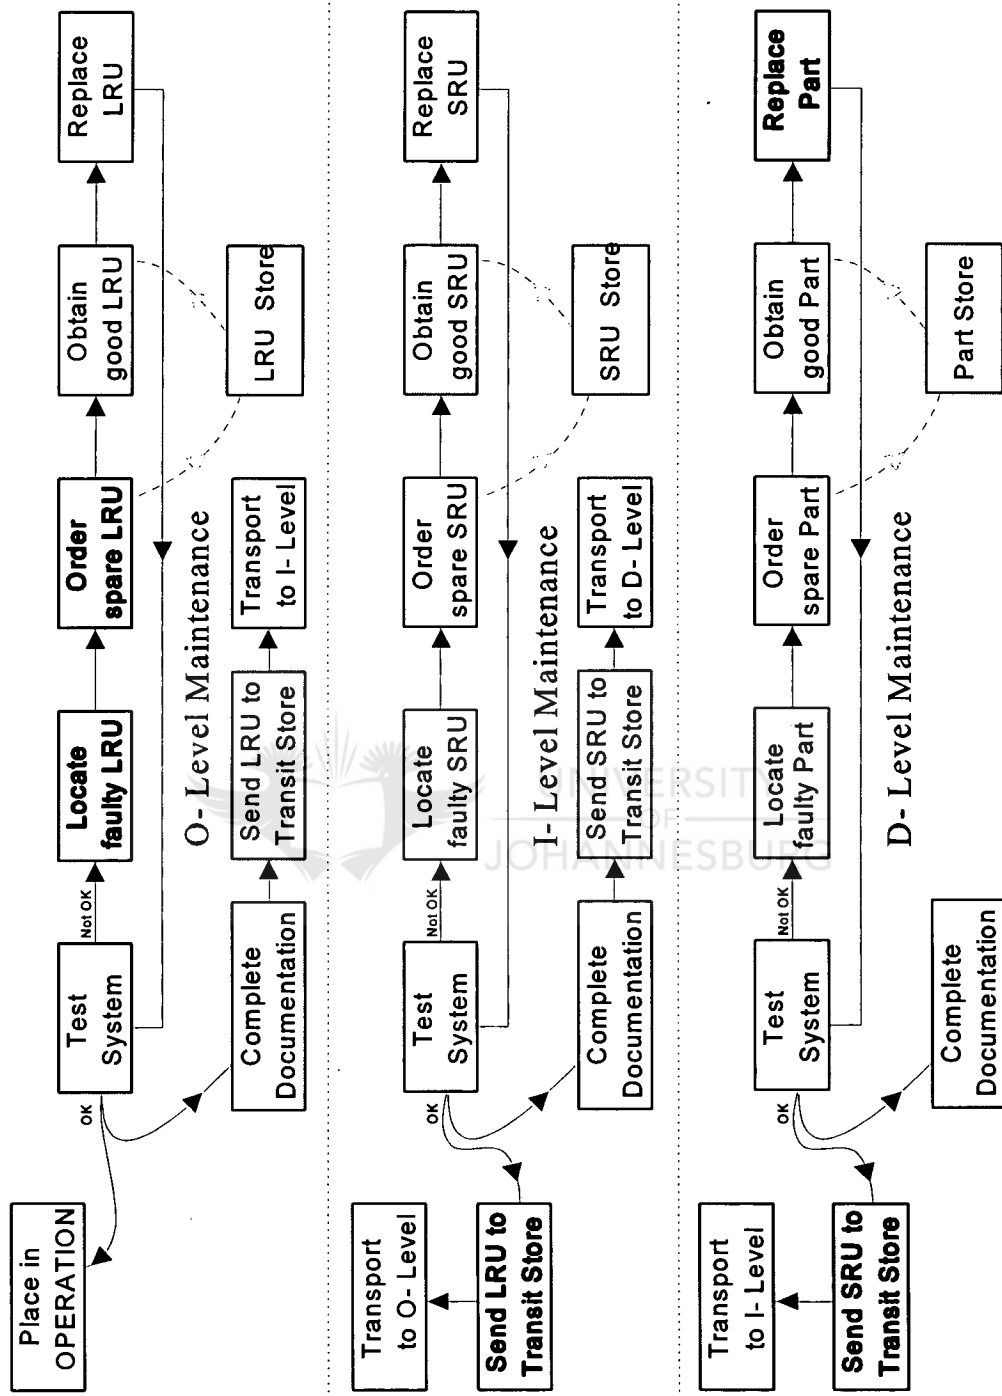 Place in
OPERATION
OK
Test
System
Not OK
Locate
faulty LRU
Order
spare LRU
Obtain
good LRU
Replace
LRU
O- Level Maintenance
Complete
Documentation
Send LRU to
Transit Store
Transport
to I- Level
LRU Store
Transport
to O- Level
Send LRU to
Transit Store
OK
Test
System
Not OK
Locate
faulty SRU
Order
spare SRU
Obtain
good SRU
Replace
SRU
I- Level Maintenance
Complete
Documentation
Send SRU to
Transit Store
Transport
to D- Level
SRU Store
Transport
to I- Level
Send SRU to
Transit Store
OK
Test
System
Not OK
Locate
faulty Part
Order
spare Part
Obtain
good Part
Replace
Part
D- Level Maintenance
Complete
Documentation
Part Store
UNIVERSITY
OF
JOHANNESBURG